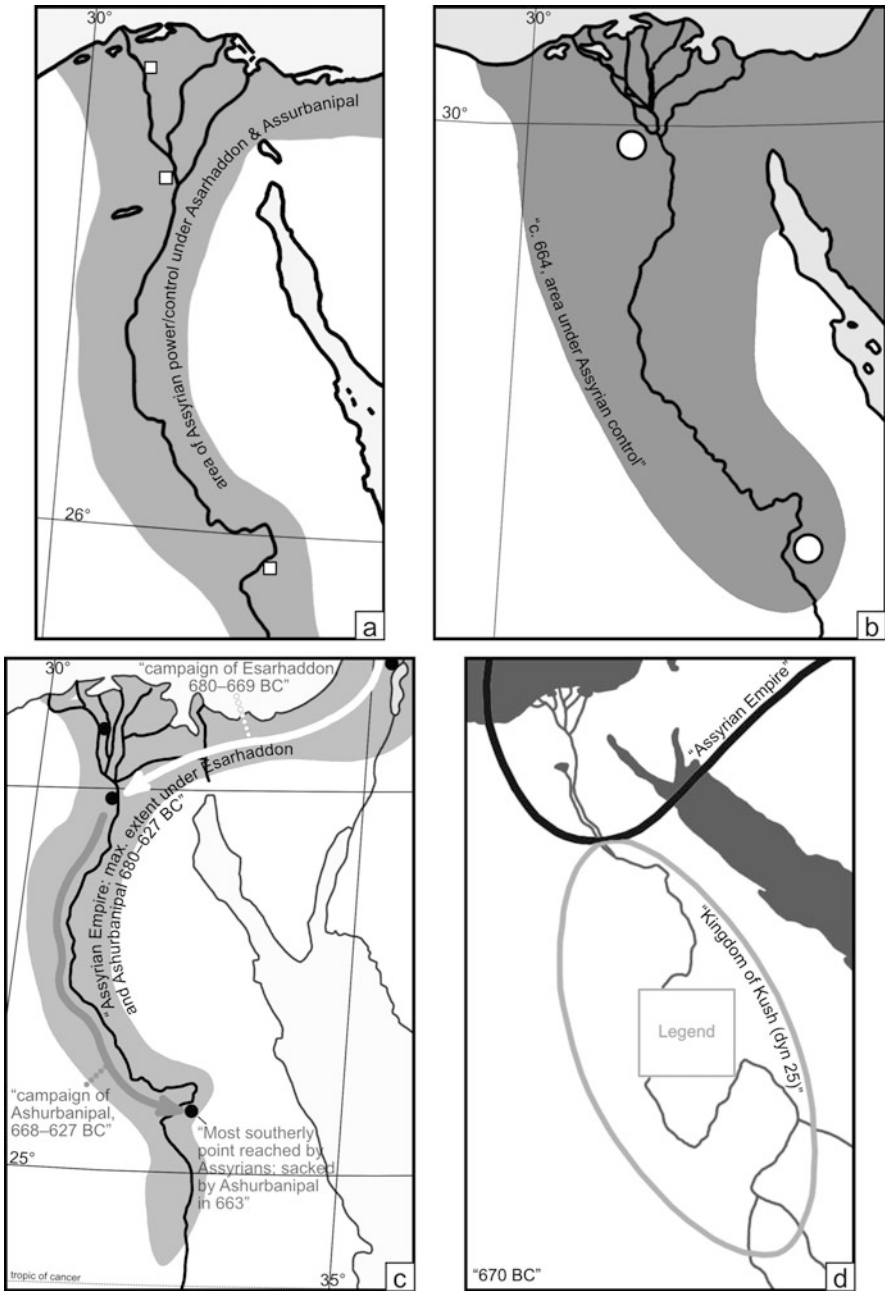 30°
area of Assyrian power/control under Asarhaddon & Assurbanipal
26°
a
30°
30°
“c. 664, area under Assyrian control”
b
30°
“campaign of Esarhaddon
680–669 BC”
“Assyrian Empire: max. extent under Esarhaddon
and Ashurbanipal 680–627 BC”
“campaign of
Ashurbanipal,
668–627 BC”
“Most southerly
point reached by
Assyrians; sacked
by Ashurbanipal
in 663”
25°
tropic of cancer
35°
c
“Assyrian Empire”
“Kingdom of Kush (dyn 25)”
Legend
“670 BC”
d